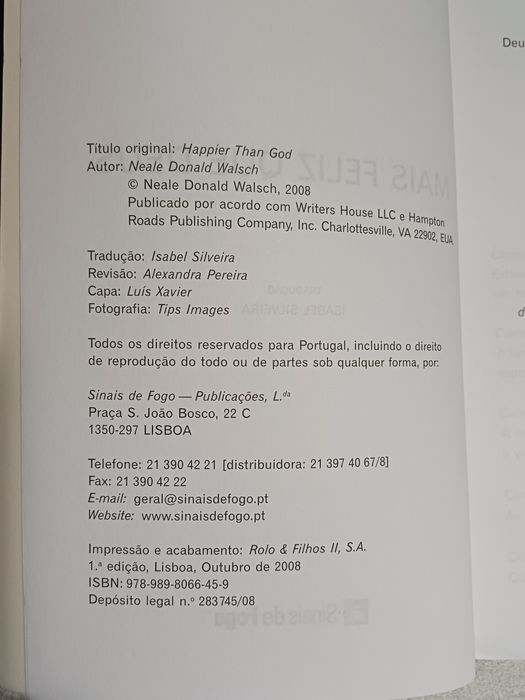 Título original: Happier Than God
Autor: Neale Donald Walsch
© Neale Donald Walsch, 2008
Publicado por acordo com Writers House LLC e Hampton
Roads Publishing Company, Inc. Charlottesville, VA 22902, EUA
Tradução: Isabel Silveira
Revisão: Alexandra Pereira
Capa: Luís Xavier
Fotografia: Tips Images
Todos os direitos reservados para Portugal, incluindo o direito
de reprodução do todo ou de partes sob qualquer forma, por:
Sinais de Fogo — Publicações, L.da
Praça S. João Bosco, 22 C
1350-297 LISBOA
Telefone: 21 390 42 21 [distribuidora: 21 397 40 67/8]
Fax: 21 390 42 22
E-mail: geral@sinaisdefogo.pt
Website: www.sinaisdefogo.pt
Impressão e acabamento: Rolo & Filhos II, S.A.
1.ª edição, Lisboa, Outubro de 2008
ISBN: 978-989-8066-45-9
Depósito legal n.º 283745/08
Deu
d